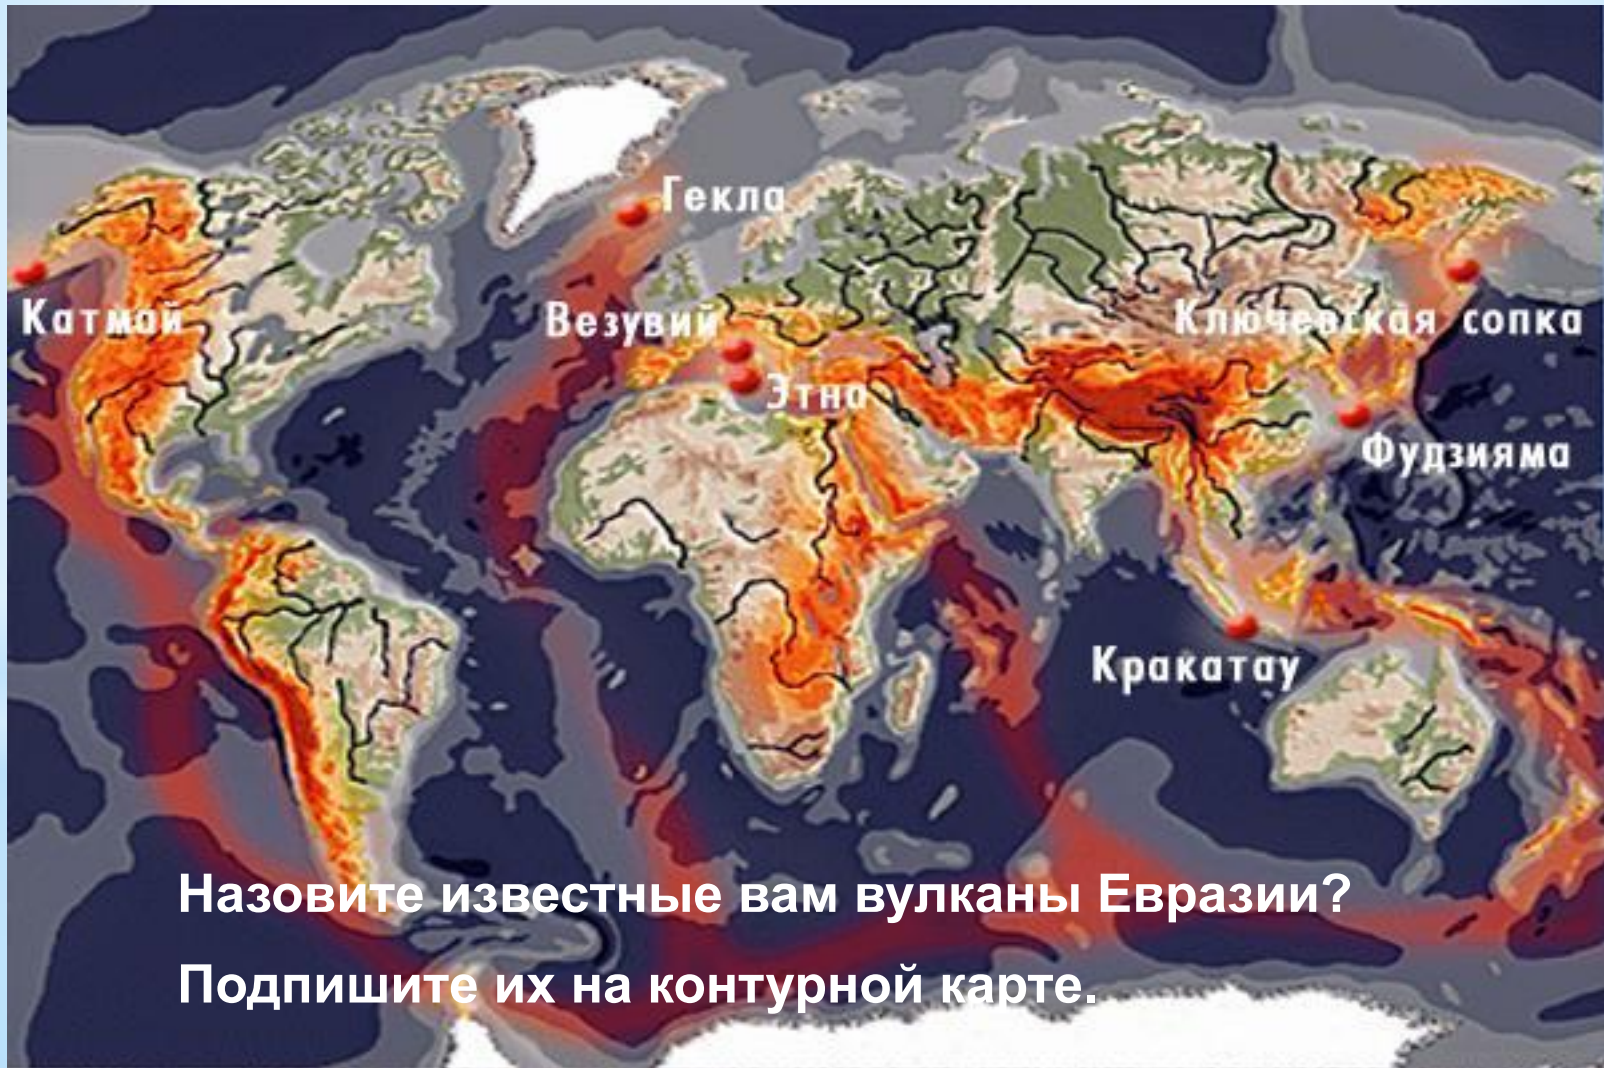 Гекла
Катмай
Везувий
Ключевская сопка
Этна
Фудзияма
Кракатау
Назовите известные вам вулканы Евразии?
Подпишите их на контурной карте.